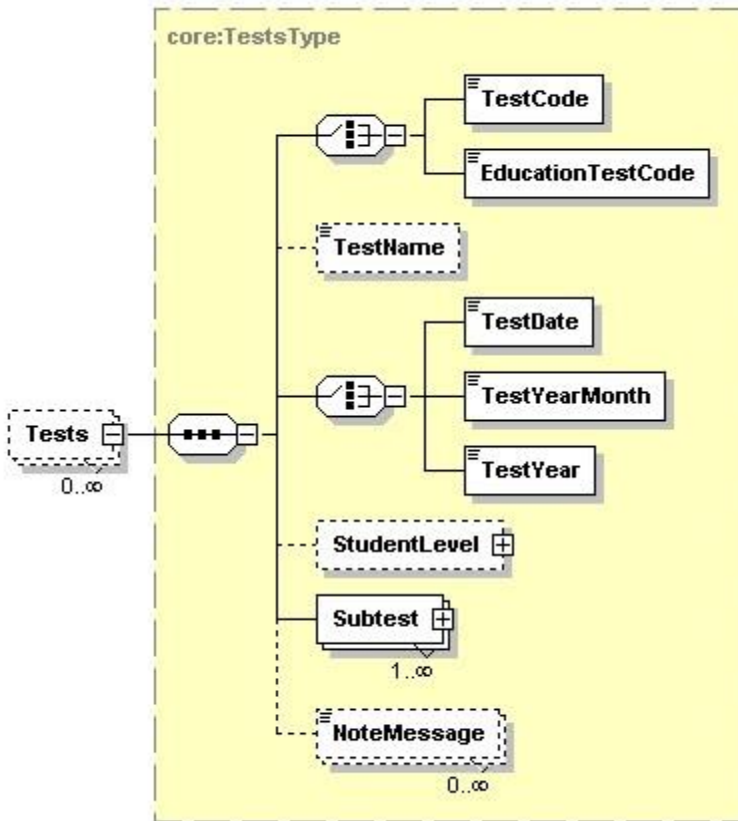 core:TestsType
TestCode
EducationTestCode
TestName
TestDate
TestYearMonth
Tests
0..∞
TestYear
StudentLevel
Subtest
1..∞
NoteMessage
0..∞